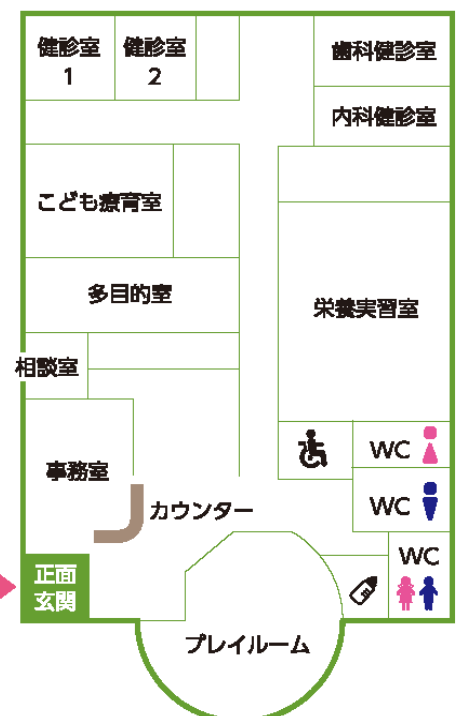 健診室
1
健診室
2
歯科健診室
内科健診室
こども療育室
多目的室
栄養実習室
相談室
事務室
WC
WC
カウンター
正面
玄関
WC
プレイルーム